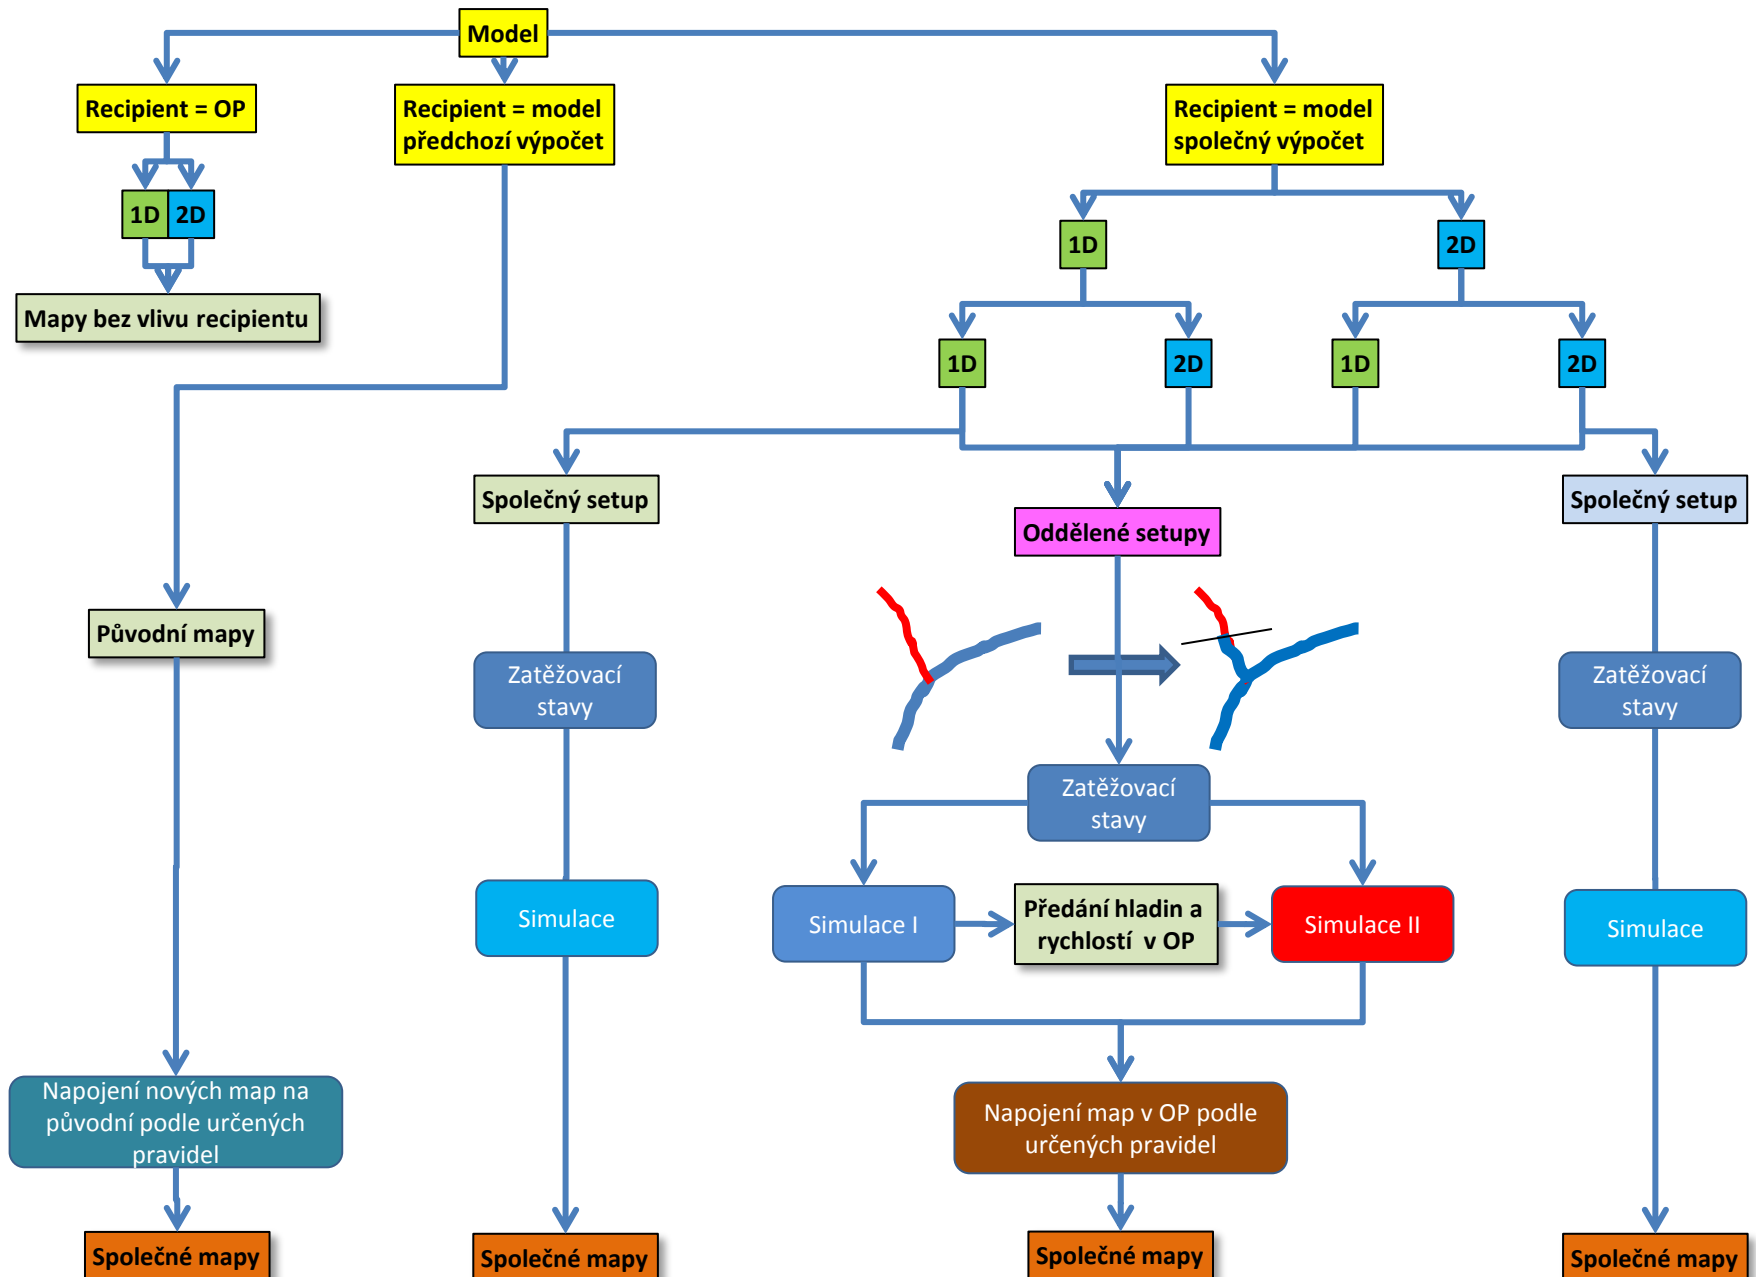 Model
Recipient = OP
Recipient = model
předchozí výpočet
Recipient = model
společný výpočet
1D
2D
1D
2D
Mapy bez vlivu recipientu
1D
2D
1D
2D
Společný setup
Oddělené setupy
Společný setup
Původní mapy
Zatěžovací
stavy
Zatěžovací
stavy
Zatěžovací
stavy
Simulace
Simulace I
Předání hladin a
rychlostí v OP
Simulace II
Simulace
Napojení nových map na
původní podle určených
pravidel
Napojení map v OP podle
určených pravidel
Společné mapy
Společné mapy
Společné mapy
Společné mapy